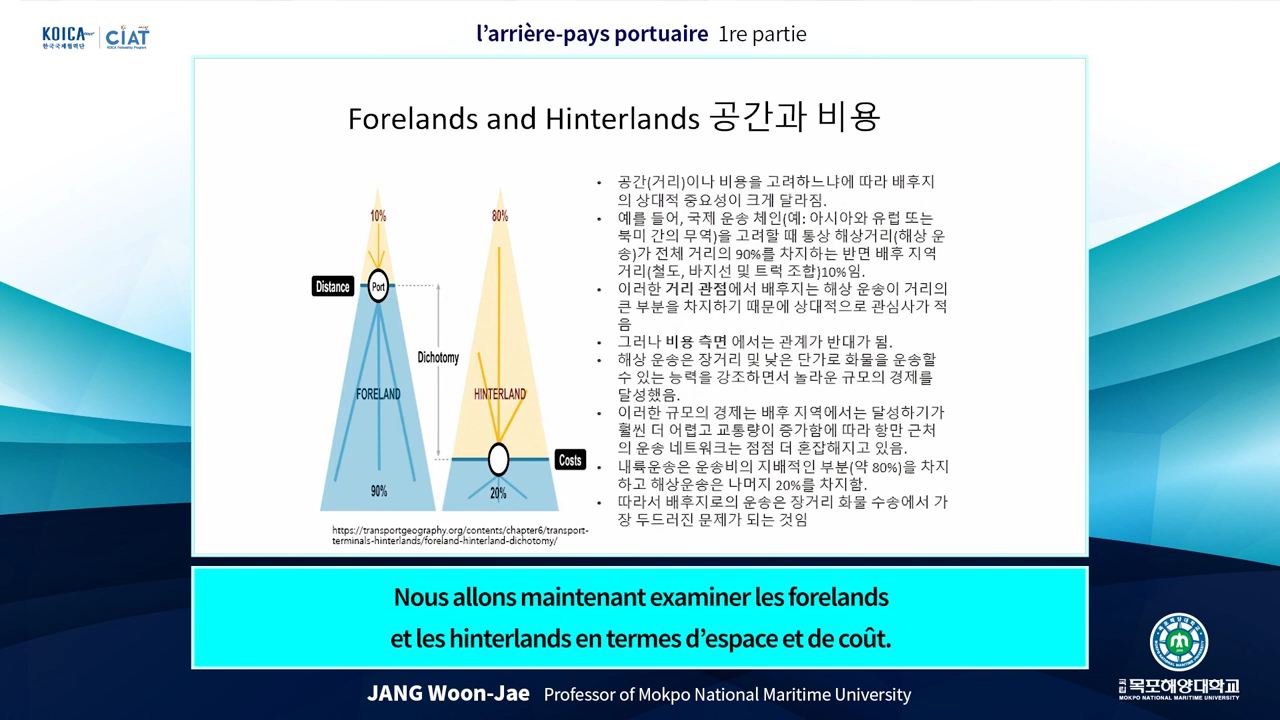 KOICA
한국국제협력단
CIAT
KOICA Fellowship Program
l’arrière-pays portuaire 1re partie
Forelands and Hinterlands 공간과 비용
10%
80%
Distance
Port
Dichotomy
FORELAND
HINTERLAND
Costs
90%
20%
https://transportgeography.org/contents/chapter6/transport-
terminals-hinterlands/foreland-hinterland-dichotomy/
• 공간(거리)이나 비용을 고려하느냐에 따라 배후지
의 상대적 중요성이 크게 달라짐.
• 예를 들어, 국제 운송 체인(예: 아시아와 유럽 또는
북미 간의 무역)을 고려할 때 통상 해상거리(해상 운
송)가 전체 거리의 90%를 차지하는 반면 배후 지역
거리(철도, 바지선 및 트럭 조합)10%임.
• 이러한 거리 관점에서 배후지는 해상 운송이 거리의
큰 부분을 차지하기 때문에 상대적으로 관심사가 적
음
• 그러나 비용 측면 에서는 관계가 반대가 됨.
• 해상 운송은 장거리 및 낮은 단가로 화물을 운송할
수 있는 능력을 강조하면서 놀라운 규모의 경제를
달성했음.
• 이러한 규모의 경제는 배후 지역에서는 달성하기가
훨씬 더 어렵고 교통량이 증가함에 따라 항만 근처
의 운송 네트워크는 점점 더 혼잡해지고 있음.
• 내륙운송은 운송비의 지배적인 부분(약 80%)을 차지
하고 해상운송은 나머지 20%를 차지함.
• 따라서 배후지로의 운송은 장거리 화물 수송에서 가
장 두드러진 문제가 되는 것임
Nous allons maintenant examiner les forelands
et les hinterlands en termes d’espace et de coût.
JANG Woon-Jae Professor of Mokpo National Maritime University
국립 목포해양대학교
MOKPO NATIONAL MARITIME UNIVERSITY